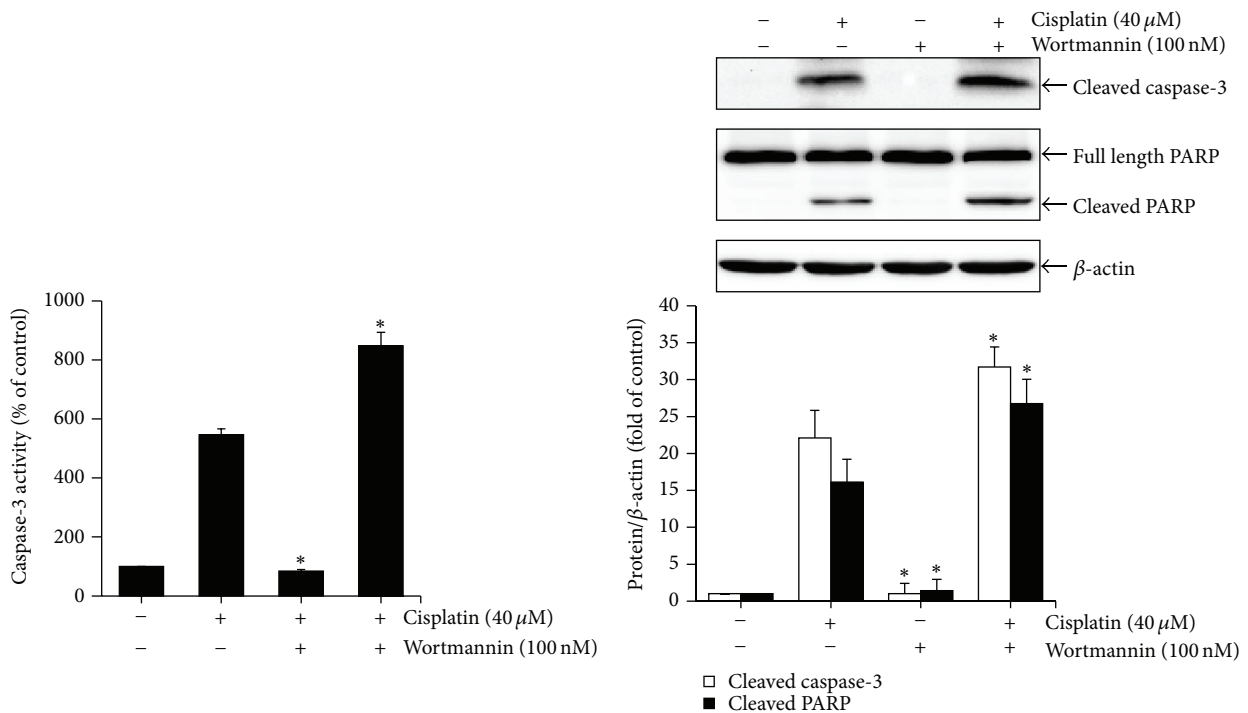 − + − + Cisplatin (40 μM)
− − + + Wortmannin (100 nM)
Cleaved caspase-3
Full length PARP
Cleaved PARP
β-actin
Caspase-3 activity (% of control)
1000
800
600
400
200
0
*
*
− + + + Cisplatin (40 μM)
− − + + Wortmannin (100 nM)
Protein/β-actin (fold of control)
40
35
30
25
20
15
10
5
0
* *
* *
− + − + Cisplatin (40 μM)
− − + + Wortmannin (100 nM)
Cleaved caspase-3
Cleaved PARP